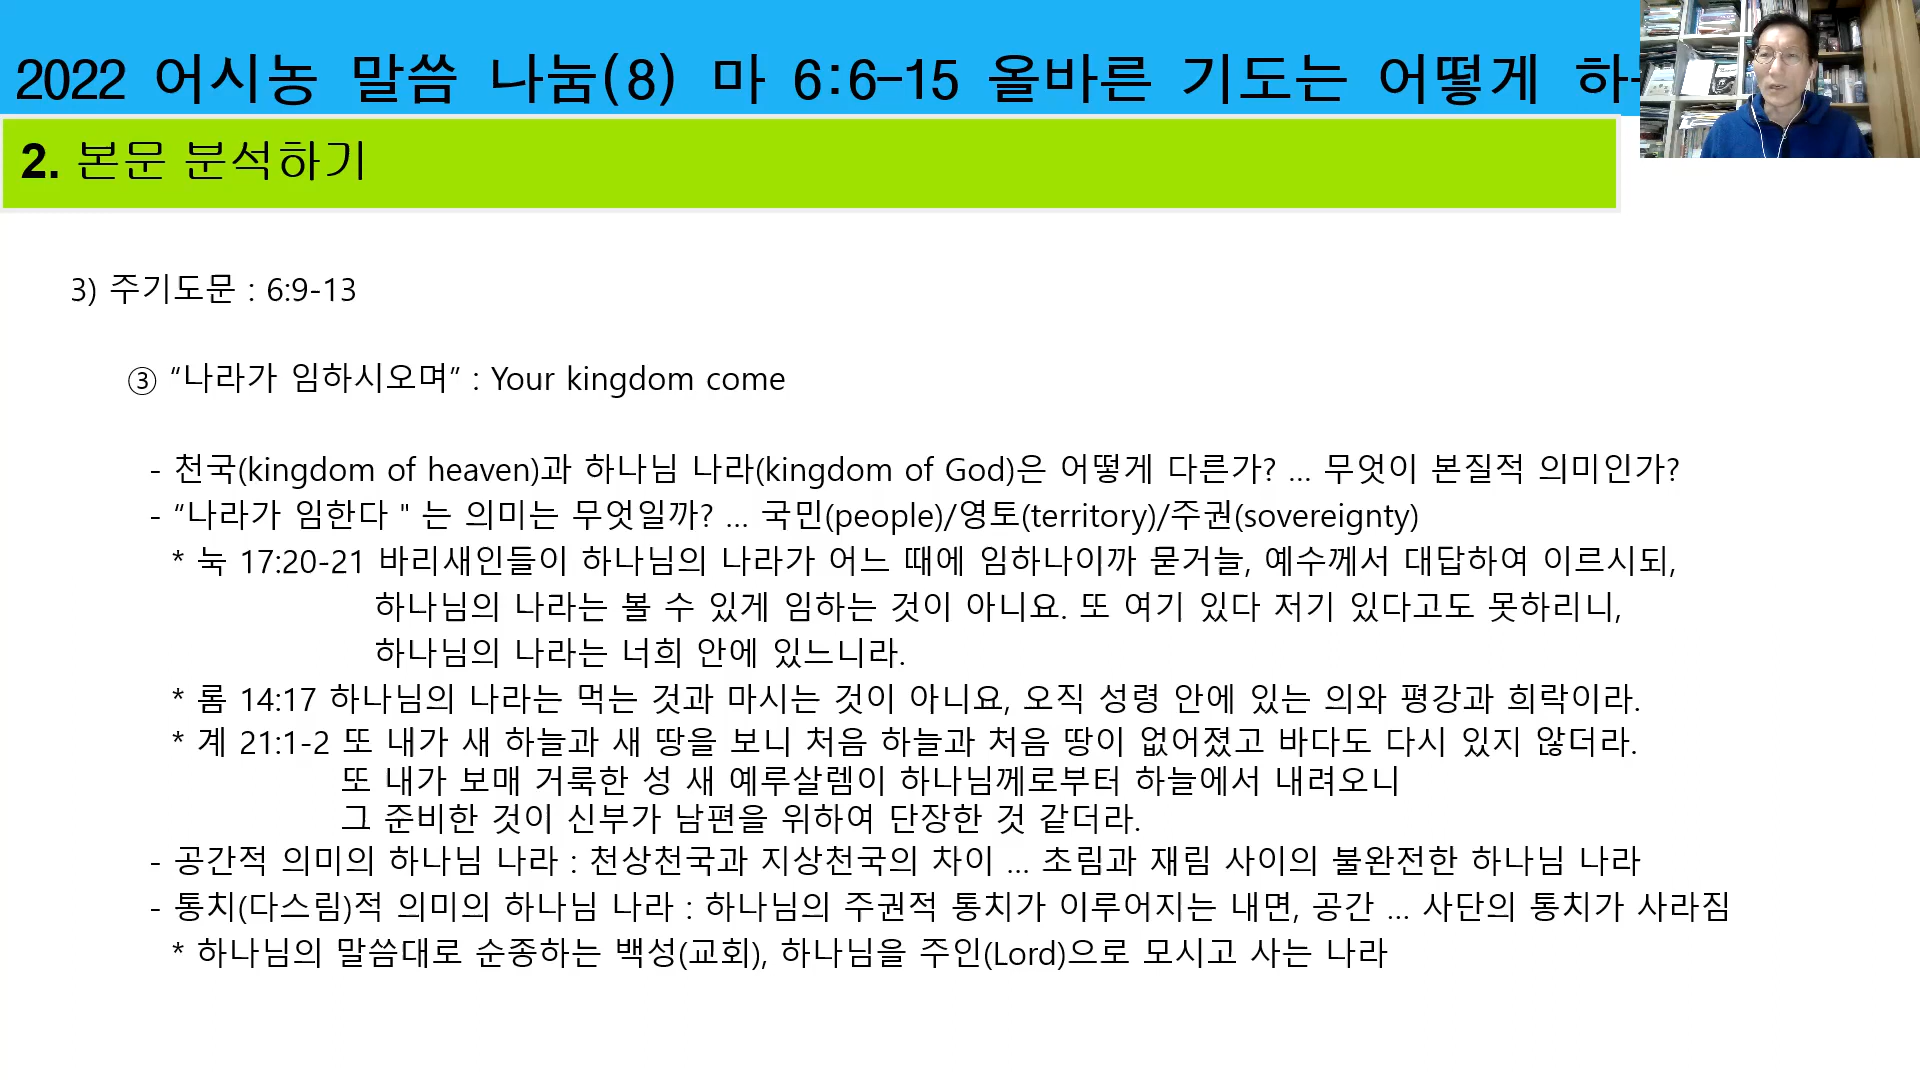 2022 어시농 말씀 나눔(8) 마 6:6-15 올바른 기도는 어떻게
2. 본문 분석하기
3) 주기도문 : 6:9-13
③ “나라가 임하시오며” : Your kingdom come
- 천국(kingdom of heaven)과 하나님 나라(kingdom of God)은 어떻게 다른가? ... 무엇이 본질적 의미인가?
- “나라가 임한다 " 는 의미는 무엇일까? ... 국민(people)/영토(territory)/주권(sovereignty)
* 눅 17:20-21 바리새인들이 하나님의 나라가 어느 때에 임하나이까 묻거늘, 예수께서 대답하여 이르시되,
하나님의 나라는 볼 수 있게 임하는 것이 아니요. 또 여기 있다 저기 있다고도 못하리니,
하나님의 나라는 너희 안에 있느니라.
* 롬 14:17 하나님의 나라는 먹는 것과 마시는 것이 아니요, 오직 성령 안에 있는 의와 평강과 희락이라.
* 계 21:1-2 또 내가 새 하늘과 새 땅을 보니 처음 하늘과 처음 땅이 없어졌고 바다도 다시 있지 않더라.
또 내가 보매 거룩한 성 새 예루살렘이 하나님께로부터 하늘에서 내려오니
그 준비한 것이 신부가 남편을 위하여 단장한 것 같더라.
- 공간적 의미의 하나님 나라 : 천상천국과 지상천국의 차이 ... 초림과 재림 사이의 불완전한 하나님 나라
- 통치(다스림)적 의미의 하나님 나라 : 하나님의 주권적 통치가 이루어지는 내면, 공간 ... 사단의 통치가 사라짐
* 하나님의 말씀대로 순종하는 백성(교회), 하나님을 주인(Lord)으로 모시고 사는 나라